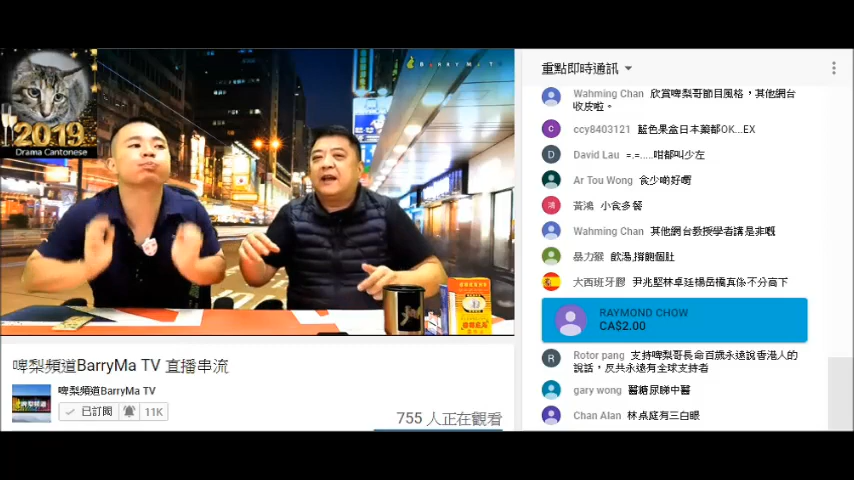 BARRYMA TV
2019
Drama Cantonese
啤梨頻道BarryMa TV 直播串流
啤梨頻道BarryMa TV
已訂閱
11K
755 人正在觀看
重點即時通訊
Wahming Chan 欣賞啤梨哥節目風格，其他網台
收皮啦。
ccy8403121 藍色果盒日本藥都OK...EX
David Lau =.=.....咁都叫少左
Ar Tou Wong 食少啲好嘢
黃鴻 小食多餐
Wahming Chan 其他網台教授學者講是非嘅
暴力猴 飲湯,撐飽個肚
大西班牙膠 尹兆堅林卓廷楊岳橋真係不分高下
RAYMOND CHOW
CA$2.00
Rotor pang 支持啤梨哥長命百歲永遠說香港人的
說話，反共永遠有全球支持者
gary wong 醫糖尿睇中醫
Chan Alan 林卓庭有三白眼